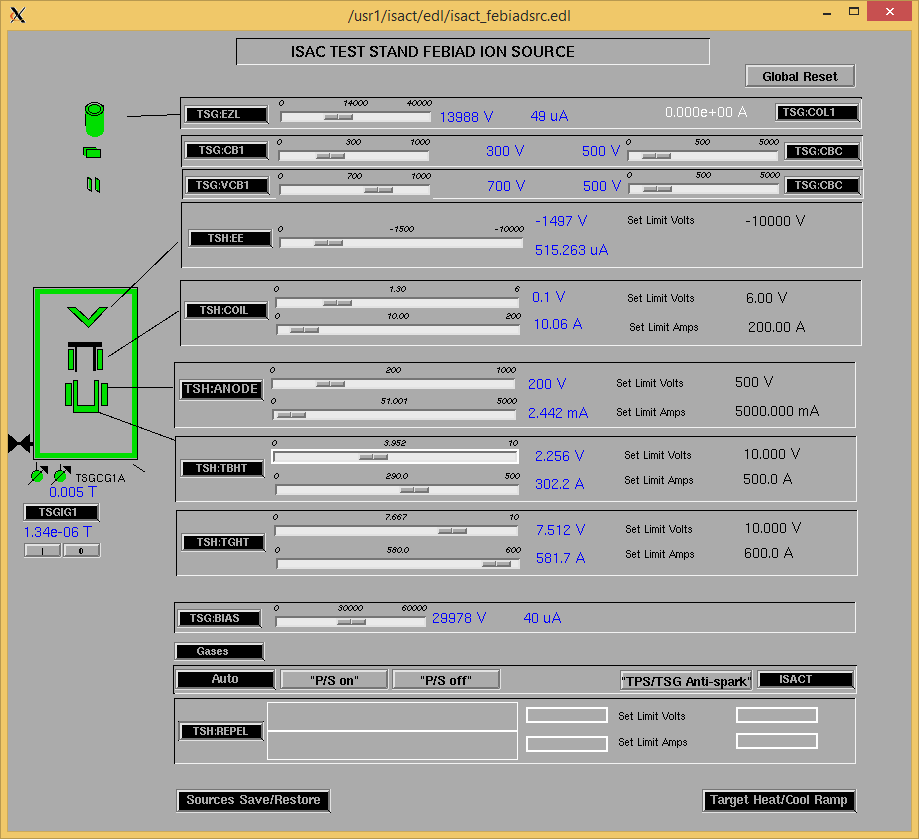 /usr1/isact/edl/isact_febiadsrc.edl
ISAC TEST STAND FEBIAD ION SOURCE
Global Reset
TSG:EZL 0 14000 40000 13988 V 49 uA 0.000e+00 A TSG:COL1
TSG:CB1 0 300 1000 300 V 500 V 0 500 5000 TSG:CBC
TSG:VCB1 0 700 1000 700 V 500 V 0 500 5000 TSG:CBC
TSH:EE 0 -1500 -10000 -1497 V Set Limit Volts -10000 V
515.263 uA
TSH:COIL 0 1.30 6 0.1 V Set Limit Volts 6.00 V
0 10.00 200 10.06 A Set Limit Amps 200.00 A
TSH:ANODE 0 200 1000 200 V Set Limit Volts 500 V
0 51.001 5000 2.442 mA Set Limit Amps 5000.000 mA
TSH:TBHT 0 3.952 10 2.256 V Set Limit Volts 10.000 V
0 290.0 500 302.2 A Set Limit Amps 500.0 A
TSGCG1A
0.005 T
TSGIG1
1.34e-06 T
I 0
TSH:TGHT 0 7.667 10 7.512 V Set Limit Volts 10.000 V
0 580.0 600 581.7 A Set Limit Amps 600.0 A
TSG:BIAS 0 30000 60000 29978 V 40 uA
Gases
Auto "P/S on" "P/S off" "TPS/TSG Anti-spark" ISACT
TSH:REPEL Set Limit Volts
Set Limit Amps
Sources Save/Restore Target Heat/Cool Ramp